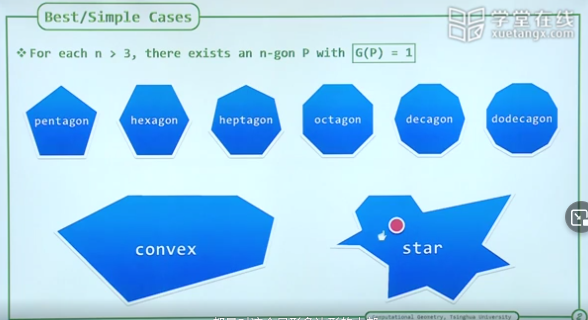 Best/Simple Cases
学堂在线
xuetangx.com
❖For each n > 3, there exists an n-gon P with G(P) = 1
pentagon
hexagon
heptagon
octagon
decagon
dodecagon
convex
star
Computational Geometry, Tsinghua University